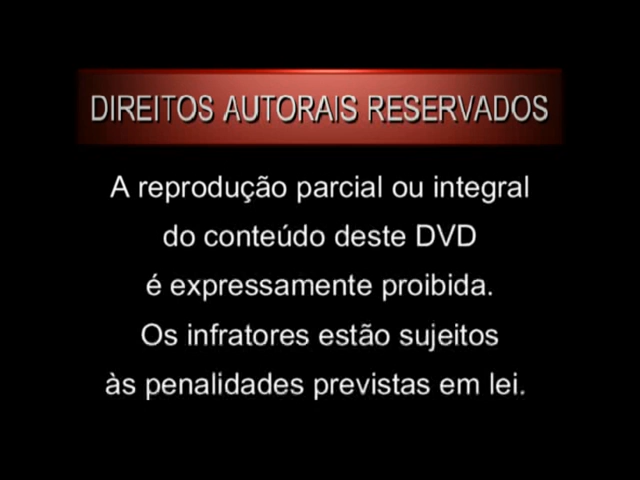 DIREITOS AUTORAIS RESERVADOS
A reprodução parcial ou integral
do conteúdo deste DVD
é expressamente proibida.
Os infratores estão sujeitos
às penalidades previstas em lei.